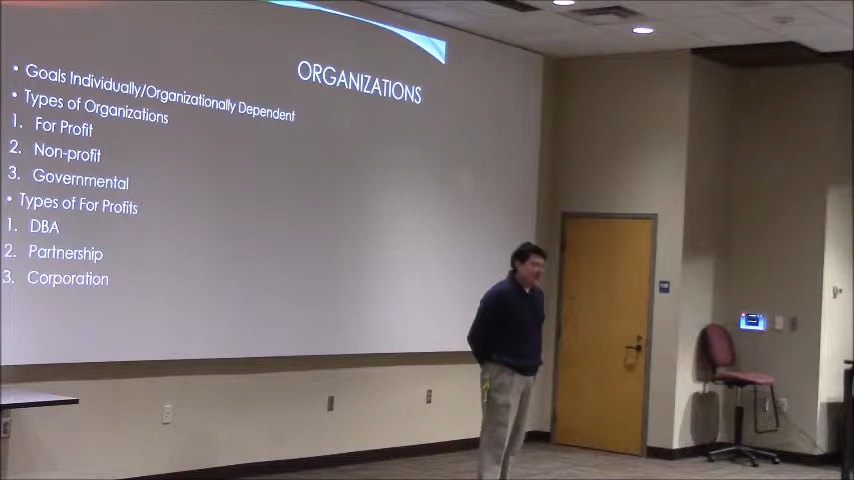 ORGANIZATIONS
• Goals Individually/Organizationally Dependent
• Types of Organizations
1. For Profit
2. Non-profit
3. Governmental
• Types of For Profits
1. DBA
2. Partnership
3. Corporation